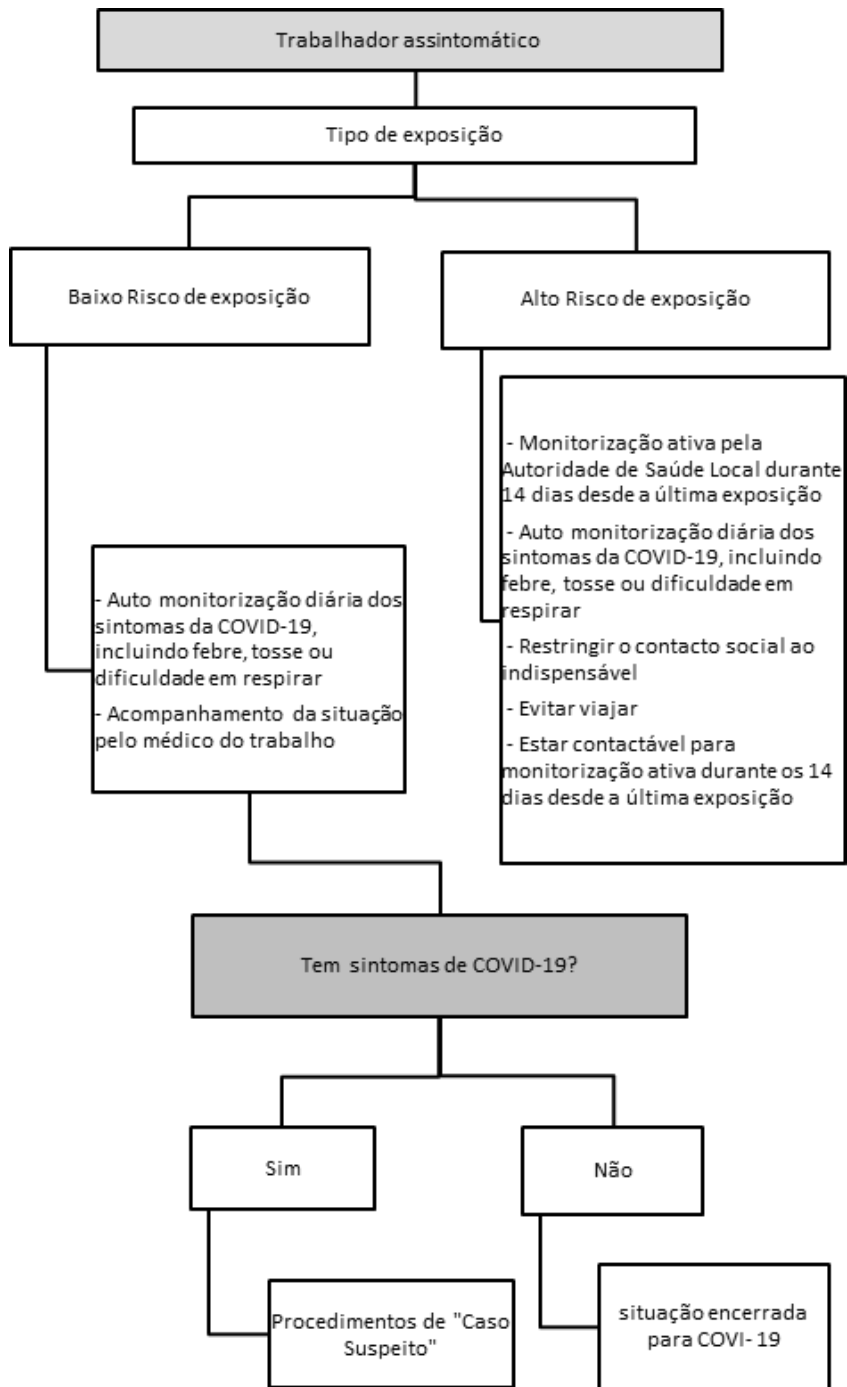 Trabalhador assintomático
Tipo de exposição
Baixo Risco de exposição
Alto Risco de exposição
- Auto monitorização diária dos
sintomas da COVID-19,
incluindo febre, tosse ou
dificuldade em respirar
- Acompanhamento da situação
pelo médico do trabalho
- Monitorização ativa pela
Autoridade de Saúde Local durante
14 dias desde a última exposição
- Auto monitorização diária dos
sintomas da COVID-19, incluindo
febre, tosse ou dificuldade em
respirar
- Restringir o contacto social ao
indispensável
- Evitar viajar
- Estar contactável para
monitorização ativa durante os 14
dias desde a última exposição
Tem sintomas de COVID-19?
Sim
Não
Procedimentos de "Caso
Suspeito"
situação encerrada
para COVI- 19